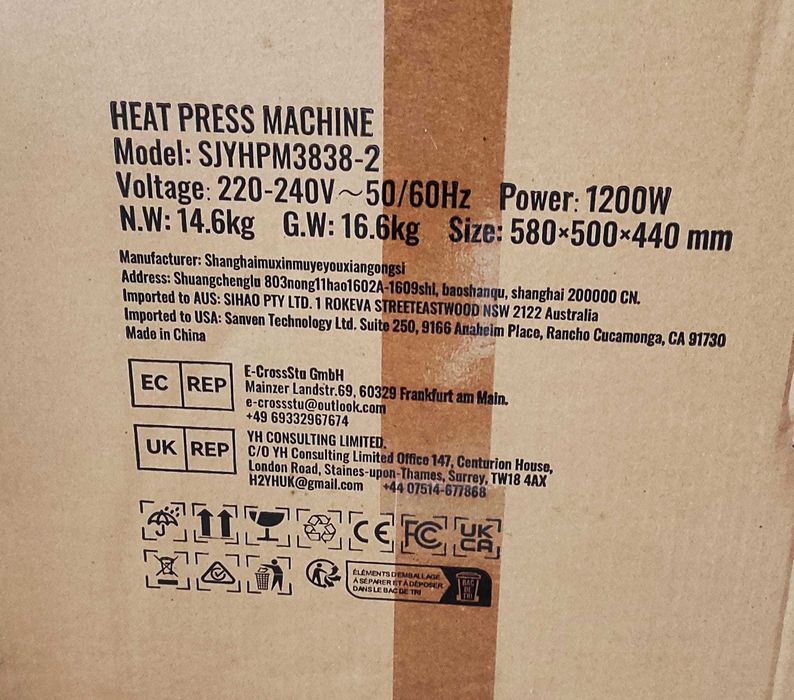 HEAT PRESS MACHINE
Model: SJYHPM3838-2
Voltage: 220-240V～50/60Hz Power: 1200W
N.W: 14.6kg G.W: 16.6kg Size: 580×500×440 mm
Manufacturer: Shanghaimuxinmuyeyouxiangongsi
Address: Shuangchenglu 803nong11hao1602A-1609shi, baoshanqu, shanghai 200000 CN.
Imported to AUS: SIHAO PTY LTD. 1 ROKEVA STREETEASTWOOD NSW 2122 Australia
Imported to USA: Sanven Technology Ltd. Suite 250, 9166 Anaheim Place, Rancho Cucamonga, CA 91730
Made in China
EC REP
E-CrossStu GmbH
Mainzer Landstr.69, 60329 Frankfurt am Main.
e-crossstu@outlook.com
+49 69332967674
UK REP
YH CONSULTING LIMITED.
C/O YH Consulting Limited Office 147, Centurion House,
London Road, Staines-upon-Thames, Surrey, TW18 4AX
H2YHUK@gmail.com +44 07514-677868
CE FC UK
CA
ÉLÉMENTS D'EMBALLAGE
À SÉPARER ET À DÉPOSER
DANS LE BAC DE TRI
BAC
DE
TRI